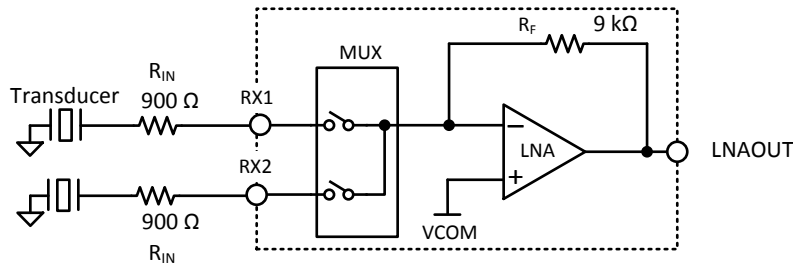 R_F 9 kΩ
MUX
R_IN
Transducer
900 Ω
RX1
LNA
LNAOUT
RX2
900 Ω
VCOM
R_IN
−
+